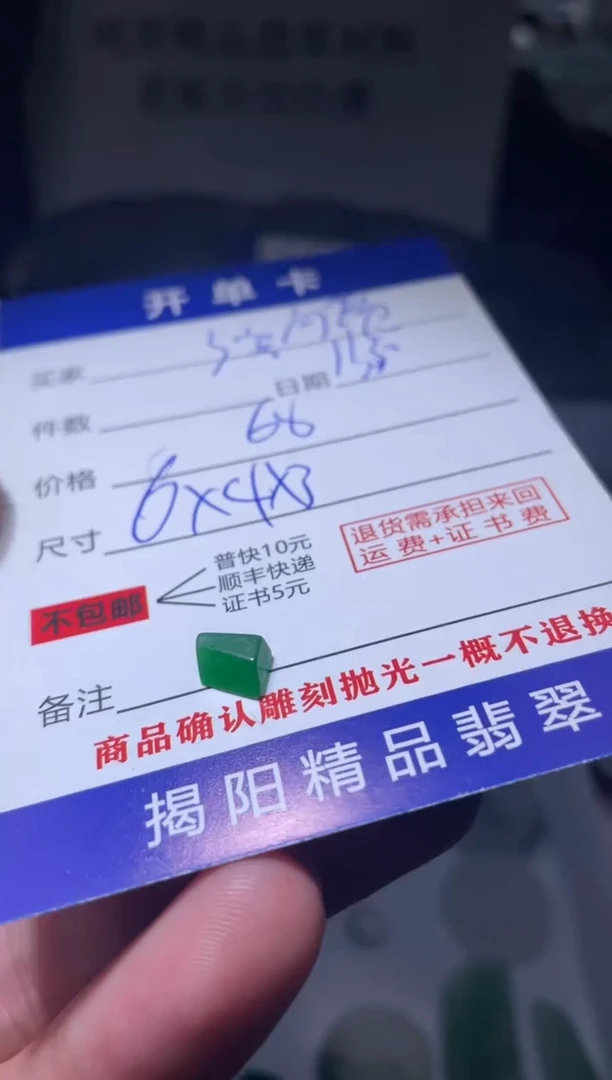 开单卡
买家
日期
件数
价格 66
尺寸 6x4x3
退货需承担来回
运费+证书费
不包邮
普快10元
顺丰快递
证书5元
备注
商品确认雕刻抛光一概不退换
揭阳精品翡翠